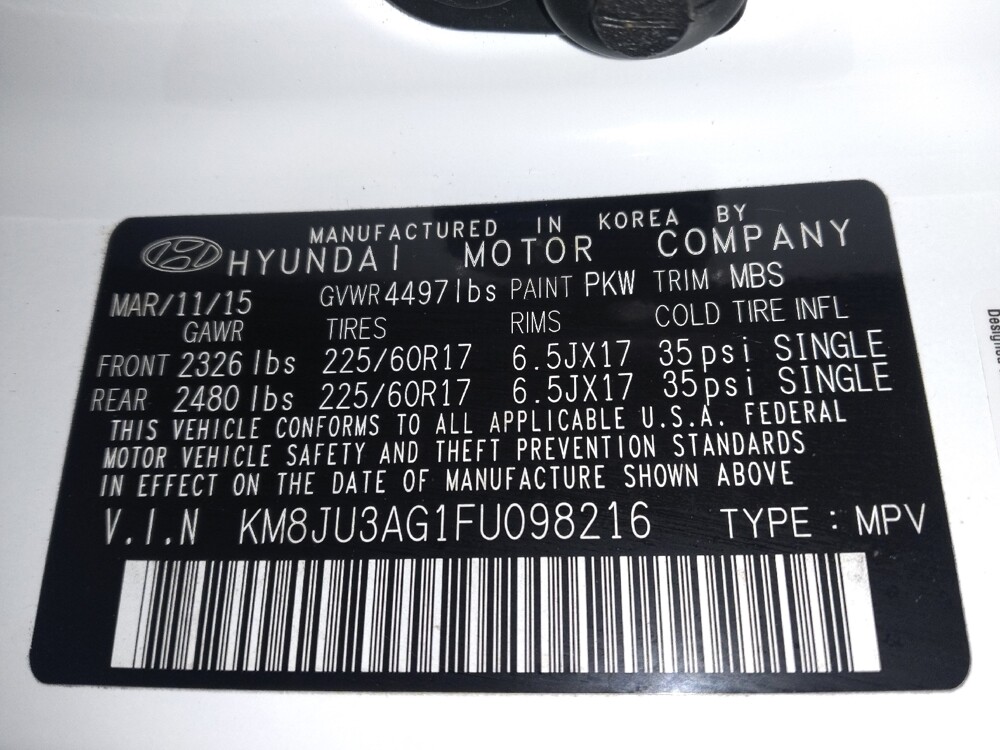 MANUFACTURED IN KOREA BY
HYUNDAI MOTOR COMPANY
MAR/11/15 GVWR 4497lbs PAINT PKW TRIM MBS
GAWR TIRES RIMS COLD TIRE INFL
FRONT 2326 lbs 225/60R17 6.5JX17 35psi SINGLE
REAR 2480 lbs 225/60R17 6.5JX17 35psi SINGLE
THIS VEHICLE CONFORMS TO ALL APPLICABLE U.S.A. FEDERAL
MOTOR VEHICLE SAFETY AND THEFT PREVENTION STANDARDS
IN EFFECT ON THE DATE OF MANUFACTURE SHOWN ABOVE
V.I.N KM8JU3AG1FU098216 TYPE : MPV